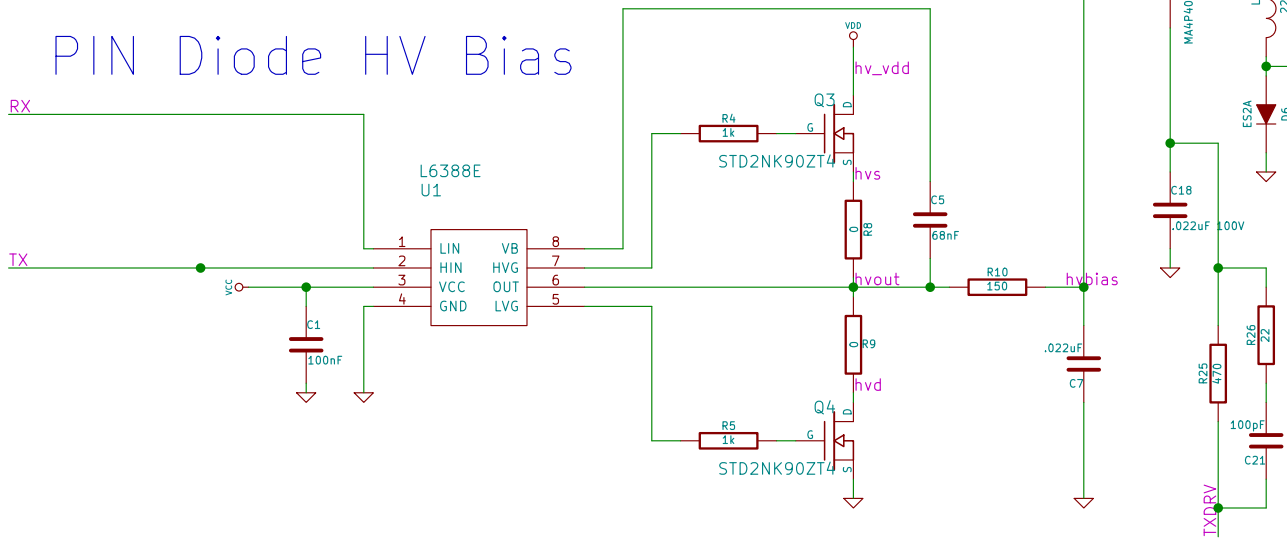 PIN Diode HV Bias
RX
TX
L6388E
U1
1 LIN VB 8
2 HIN HVG 7
3 VCC OUT 6
4 GND LVG 5
VCC
C1
100nF
R4
1k
Q3
G
D
S
STD2NK90ZT4
VDD
hv_vdd
hvs
0
R8
C5
68nF
hvout
R10
150
hvbias
0
R9
hvd
R5
1k
Q4
G
D
S
STD2NK90ZT4
.022uF
C7
MA4P40
L
22
ES2A
D6
C18
.022uF 100V
R25
470
R26
22
100pF
C21
TXDRV